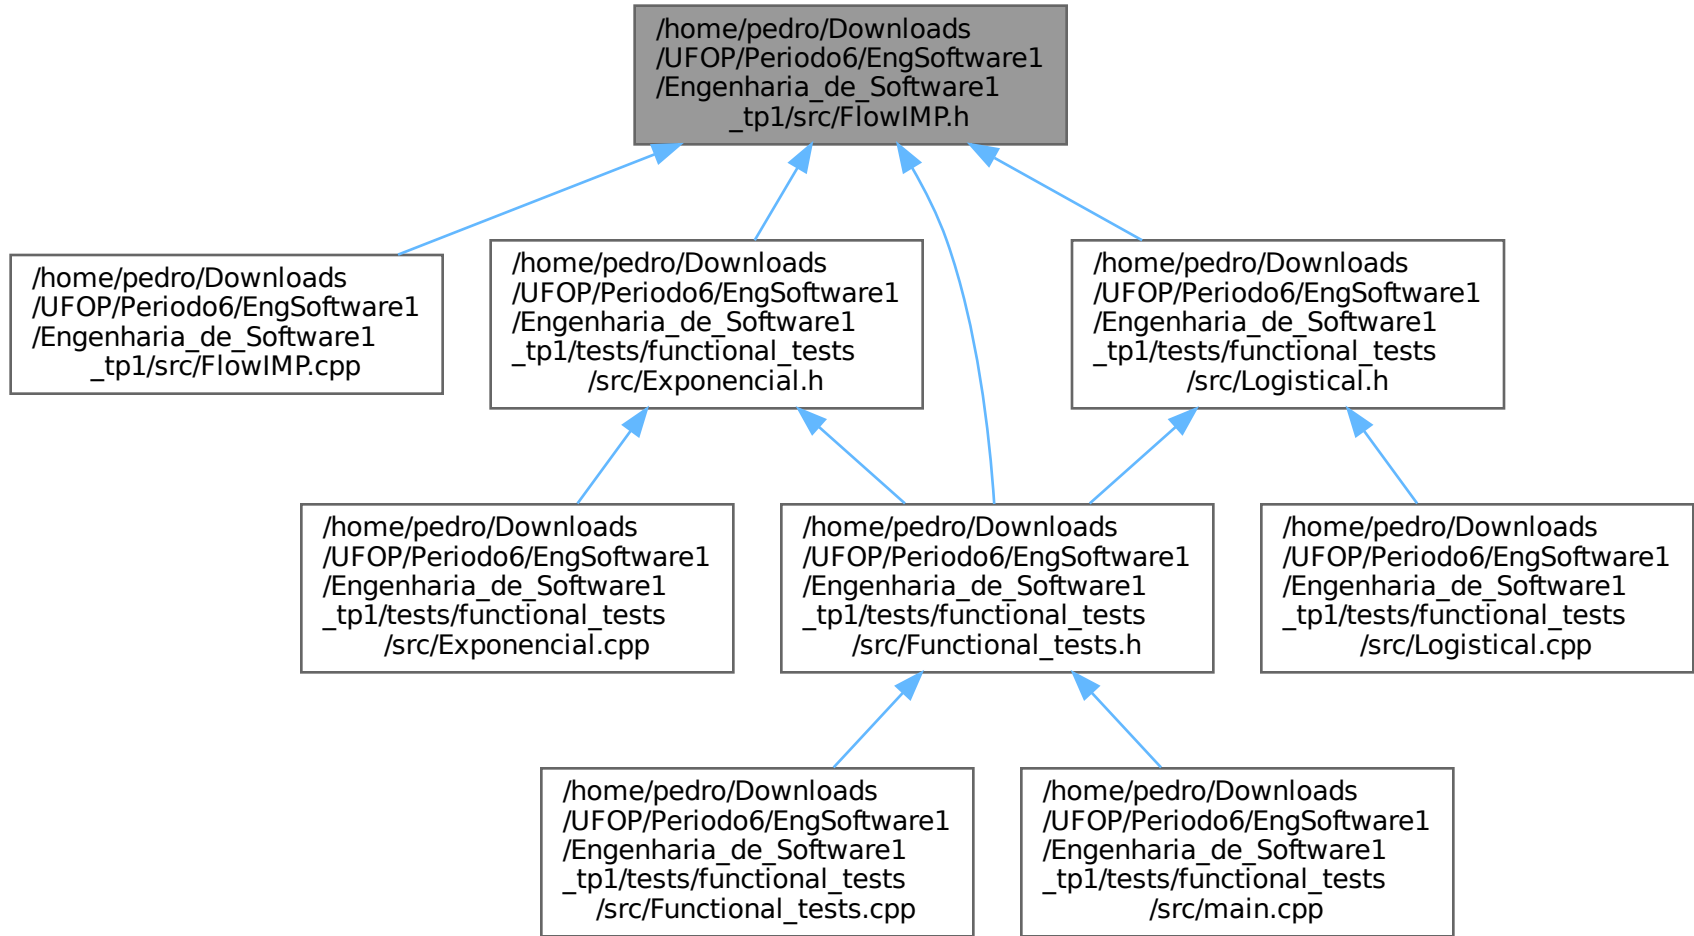 /home/pedro/Downloads
/UFOP/Periodo6/EngSoftware1
/Engenharia_de_Software1
_tp1/src/FlowIMP.h
/home/pedro/Downloads
/UFOP/Periodo6/EngSoftware1
/Engenharia_de_Software1
_tp1/src/FlowIMP.cpp
/home/pedro/Downloads
/UFOP/Periodo6/EngSoftware1
/Engenharia_de_Software1
_tp1/tests/functional_tests
/src/Exponencial.h
/home/pedro/Downloads
/UFOP/Periodo6/EngSoftware1
/Engenharia_de_Software1
_tp1/tests/functional_tests
/src/Logistical.h
/home/pedro/Downloads
/UFOP/Periodo6/EngSoftware1
/Engenharia_de_Software1
_tp1/tests/functional_tests
/src/Exponencial.cpp
/home/pedro/Downloads
/UFOP/Periodo6/EngSoftware1
/Engenharia_de_Software1
_tp1/tests/functional_tests
/src/Functional_tests.h
/home/pedro/Downloads
/UFOP/Periodo6/EngSoftware1
/Engenharia_de_Software1
_tp1/tests/functional_tests
/src/Logistical.cpp
/home/pedro/Downloads
/UFOP/Periodo6/EngSoftware1
/Engenharia_de_Software1
_tp1/tests/functional_tests
/src/Functional_tests.cpp
/home/pedro/Downloads
/UFOP/Periodo6/EngSoftware1
/Engenharia_de_Software1
_tp1/tests/functional_tests
/src/main.cpp